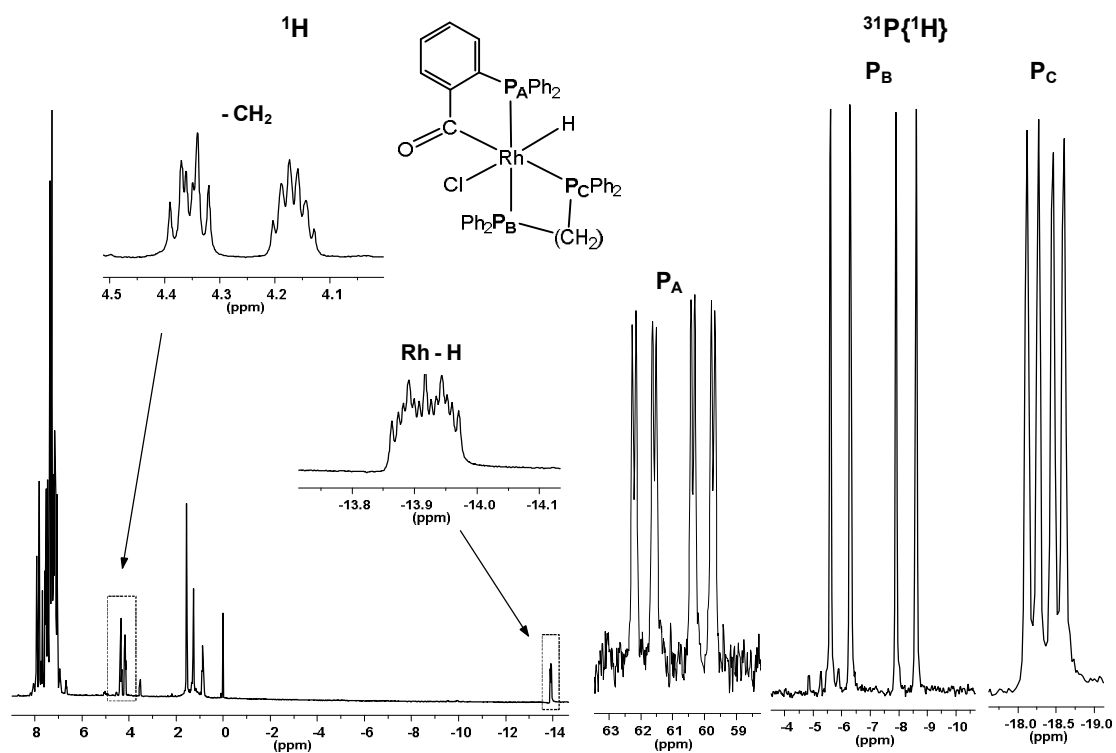 ¹H
³¹P{¹H}
P_B
P_C
- CH₂
P_APh₂
C
O
H
Rh
Cl
P_CPh₂
Ph₂P_B
(CH₂)
4.5 4.4 4.3 4.2 4.1
(ppm)
P_A
Rh - H
-13.8 -13.9 -14.0 -14.1
(ppm)
8 6 4 2 0 -2 -4 -6 -8 -10 -12 -14
(ppm)
63 62 61 60 59
(ppm)
-4 -5 -6 -7 -8 -9 -10
(ppm)
-18.0 -18.5 -19.0
(ppm)